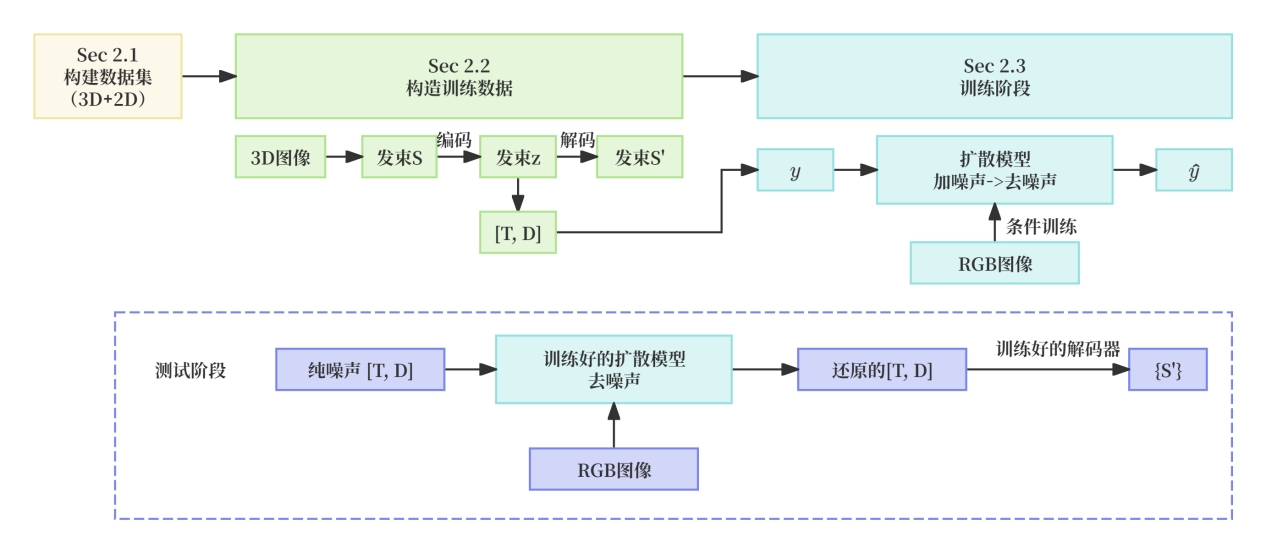 Sec 2.1
构建数据集
（3D+2D）
Sec 2.2
构造训练数据
Sec 2.3
训练阶段
3D图像
发束S
编码
发束z
解码
发束S'
[T, D]
y
扩散模型
加噪声->去噪声
ŷ
条件训练
RGB图像
测试阶段
纯噪声 [T, D]
训练好的扩散模型
去噪声
还原的[T, D]
训练好的解码器
{S'}
RGB图像